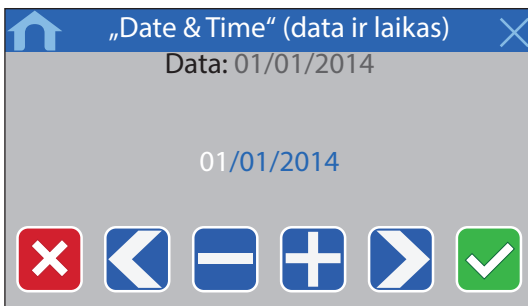 „Date & Time“ (data ir laikas)
Data: 01/01/2014
01/01/2014